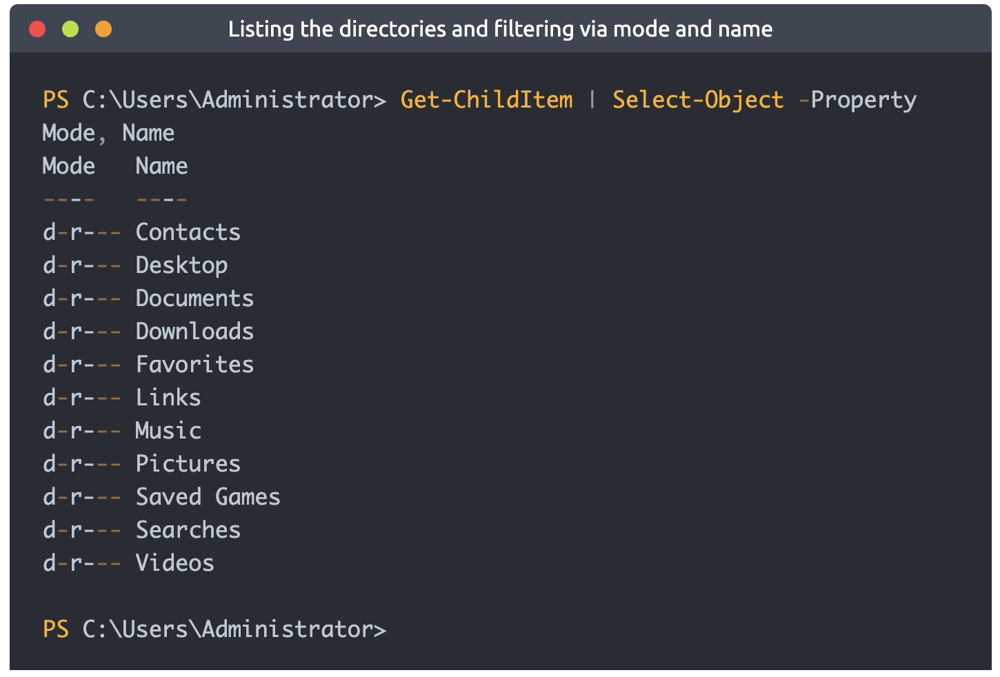 Listing the directories and filtering via mode and name
PS C:\Users\Administrator> Get-ChildItem | Select-Object -Property
Mode, Name
Mode   Name
----   ----
d-r--- Contacts
d-r--- Desktop
d-r--- Documents
d-r--- Downloads
d-r--- Favorites
d-r--- Links
d-r--- Music
d-r--- Pictures
d-r--- Saved Games
d-r--- Searches
d-r--- Videos
PS C:\Users\Administrator>